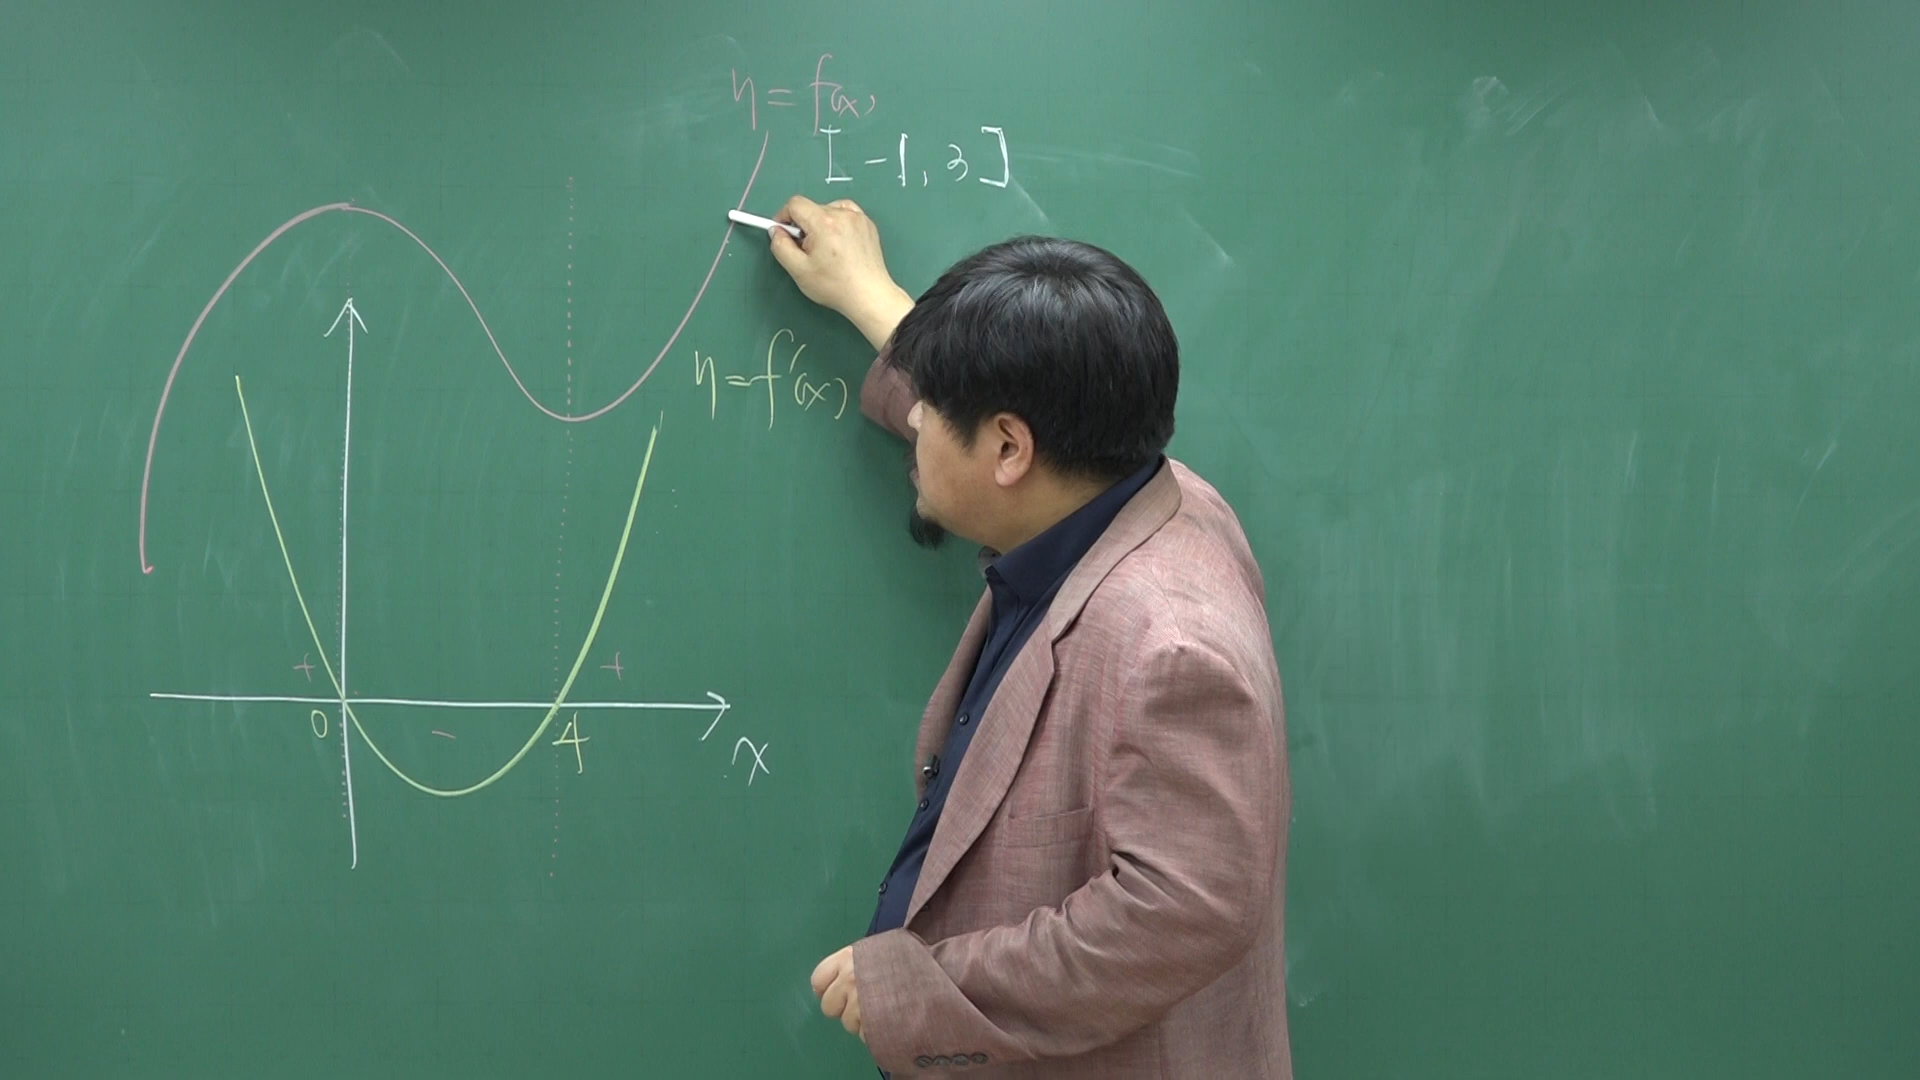 y = f(x)
[-1, 3]
y = f'(x)
+ +
0 - 4
x